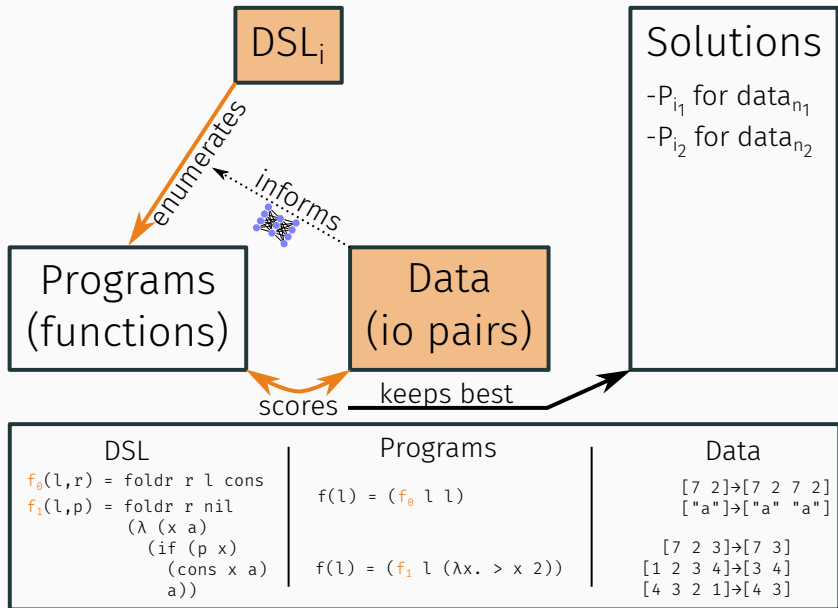 DSLᵢ
Solutions
-Pᵢ₁ for dataₙ₁
-Pᵢ₂ for dataₙ₂
enumerates
informs
Programs
(functions)
Data
(io pairs)
scores
keeps best
DSL
f₀(l,r) = foldr r l cons
f₁(l,p) = foldr r nil
(λ (x a)
(if (p x)
(cons x a)
a))
Programs
f(l) = (f₀ l l)
f(l) = (f₁ l (λx. > x 2))
Data
[7 2]→[7 2 7 2]
["a"]→["a" "a"]
[7 2 3]→[7 3]
[1 2 3 4]→[3 4]
[4 3 2 1]→[4 3]